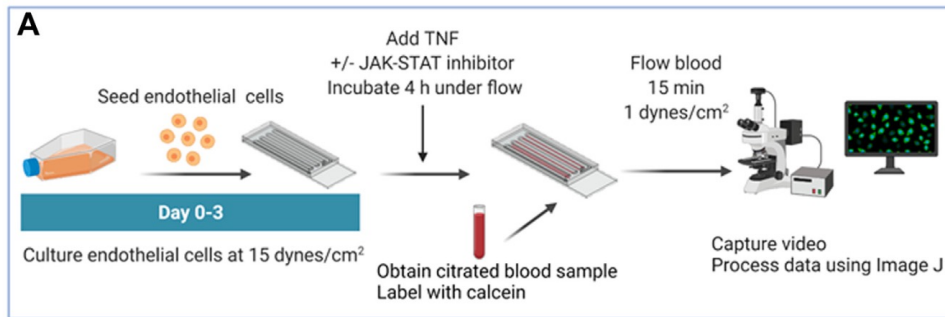 A
Add TNF
+/- JAK-STAT inhibitor
Incubate 4 h under flow
Flow blood
15 min
1 dynes/cm²
Seed endothelial cells
Day 0-3
Culture endothelial cells at 15 dynes/cm²
Obtain citrated blood sample
Label with calcein
Capture video
Process data using Image J